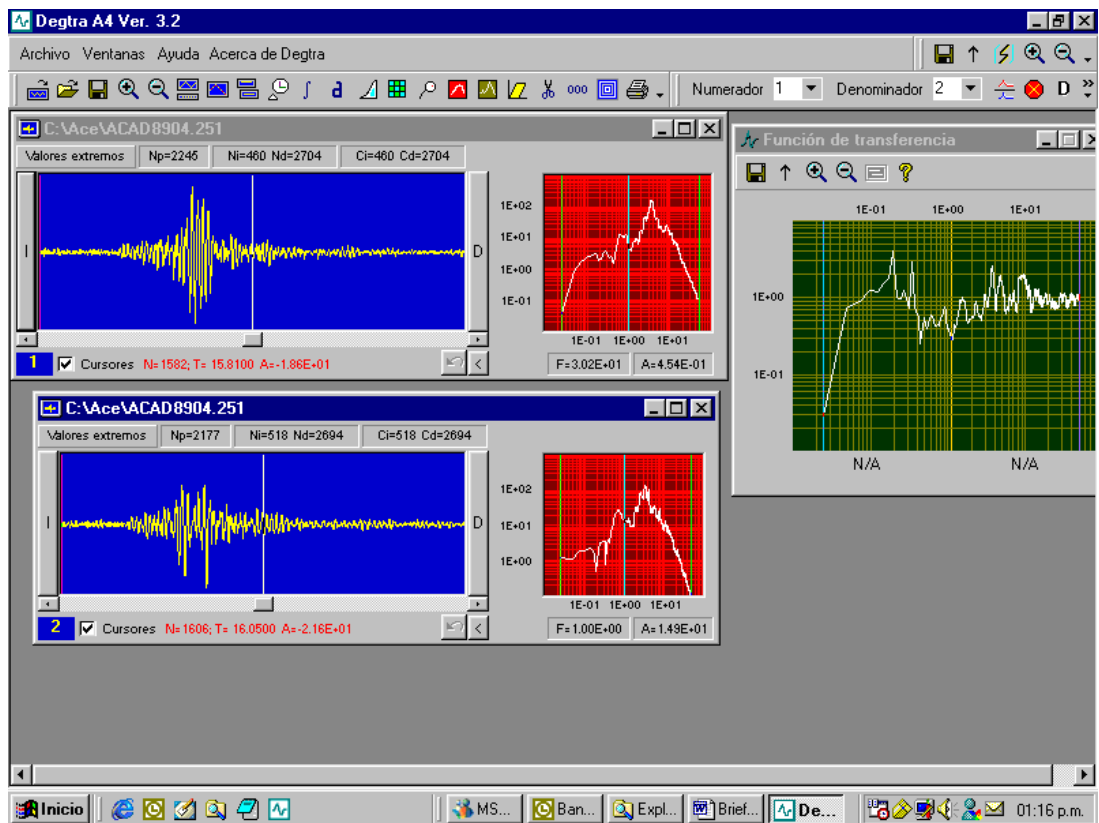 Degtra A4 Ver. 3.2
Archivo Ventanas Ayuda Acerca de Degtra
Numerador 1 Denominador 2 D
C:\Ace\ACAD8904.251
Valores extremos Np=2245 Ni=460 Nd=2704 Ci=460 Cd=2704
I
D
1E+02
1E+01
1E+00
1E-01
1E-01 1E+00 1E+01
1 Cursores N=1582; T= 15.8100 A=-1.86E+01
F=3.02E+01 A=4.54E-01
Función de transferencia
1E-01 1E+00 1E+01
1E+00
1E-01
N/A N/A
C:\Ace\ACAD8904.251
Valores extremos Np=2177 Ni=518 Nd=2694 Ci=518 Cd=2694
I
D
1E+02
1E+01
1E+00
1E-01 1E+00 1E+01
2 Cursores N=1606; T= 16.0500 A=-2.16E+01
F=1.00E+00 A=1.49E+01
Inicio MS... Ban... Expl... Brief... De... 01:16 p.m.